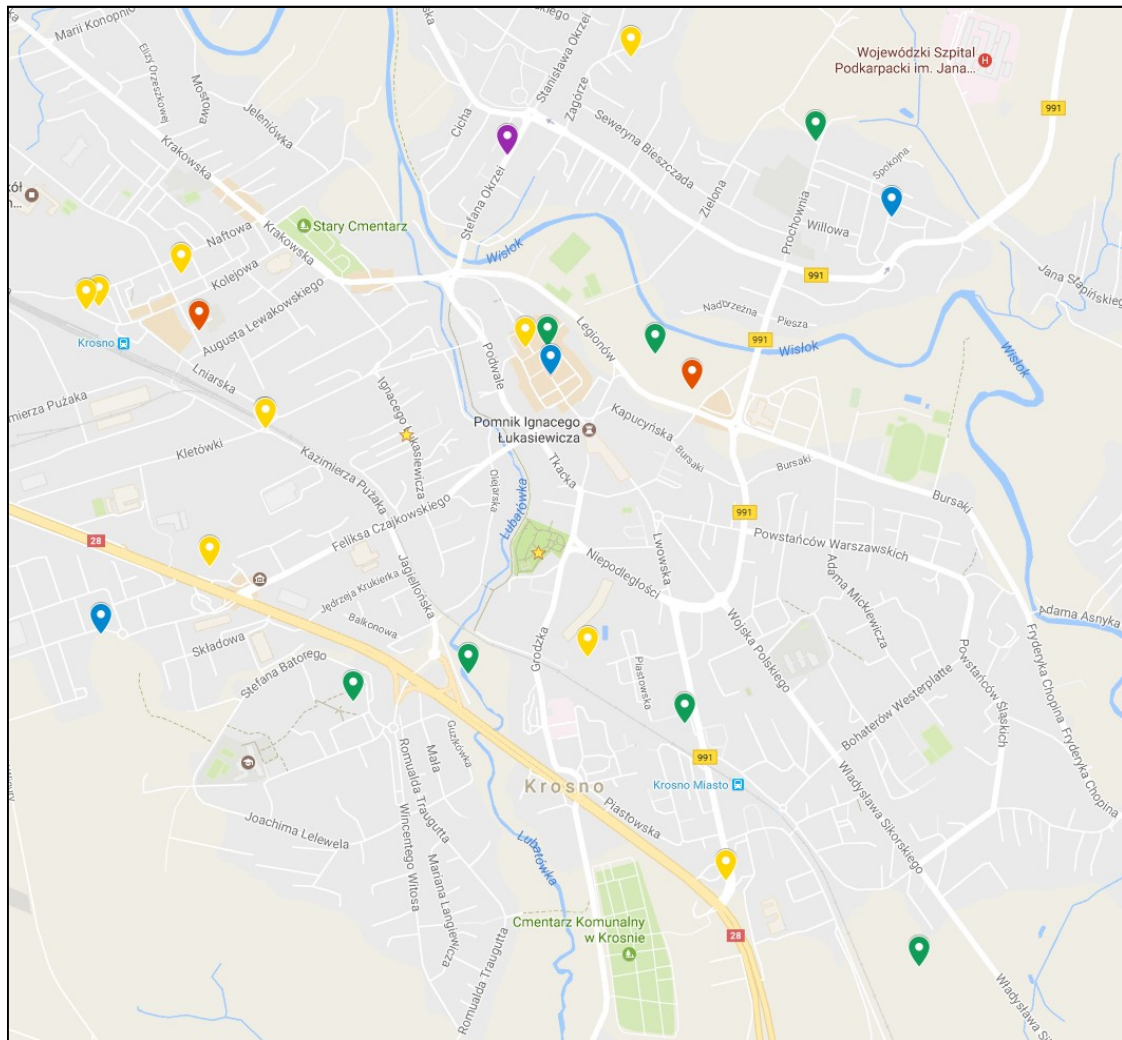 Marii Konopnic
Elizy Orzeszkowej
Mostowa
Jeleniówka
Krakowska
Cicha
Stanisława Okrzei
Zagórze
Seweryna Bieszczada
Wojewódzki Szpital
Podkarpacki im. Jana...
H
991
Spokojna
Zielona
Prochownia
Willowa
Stefana Okrzei
Stary Cmentarz
Naftowa
Krakowska
Kolejowa
Augusta Lewakowskiego
Wisłok
991
Jana Szpińskiego
Nadbrzeżna
Piesza
Krosno
Lniarska
Podwale
Legionów
991
Wisłok
Wisłok
Ignacego Łukasiewicza
Pomnik Ignacego
Łukasiewicza
Kapucyńska
Bursaki
Bursaki
Bursaki
imierza Pużaka
Kletówki
Kazimierza Pużaka
Olejarska
Tkacka
Lubatówka
Feliksa Czajkowskiego
28
991
Powstańców Warszawskich
Lwowska
Niepodległości
Jagiellońska
Jędrzeja Krukierka
Balkonowa
Składowa
Stefana Batorego
Adama Mickiewicza
Adama Asnyka
Wojska Polskiego
Grodzka
Piastowska
Powstańców Śląskich
Bohaterów Westerplatte
Fryderyka Chopina
Fryderyka Chopina
Guzikówka
Mała
Romualda Traugutta
Wincentego Witosa
991
Krosno Miasto
Krosno
Piastowska
Władysława Sikorskiego
Joachima Lelewela
Mariana Langiewicza
Lubatówka
Romualda Traugutta
Cmentarz Komunalny
w Krosnie
28
Władysława Si